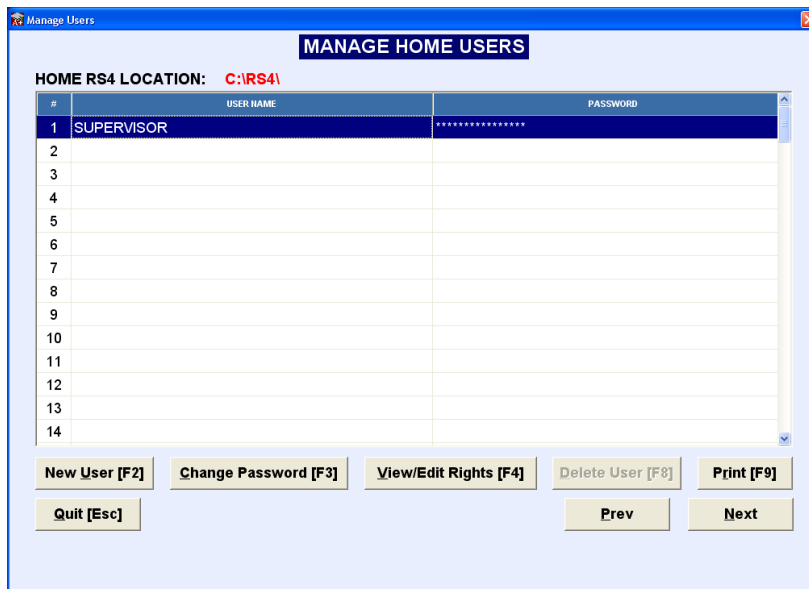 Manage Users
MANAGE HOME USERS
HOME RS4 LOCATION: C:\RS4\
# USER NAME PASSWORD
1 SUPERVISOR ***************
2
3
4
5
6
7
8
9
10
11
12
13
14
New User [F2] Change Password [F3] View/Edit Rights [F4] Delete User [F8] Print [F9]
Quit [Esc] Prev Next